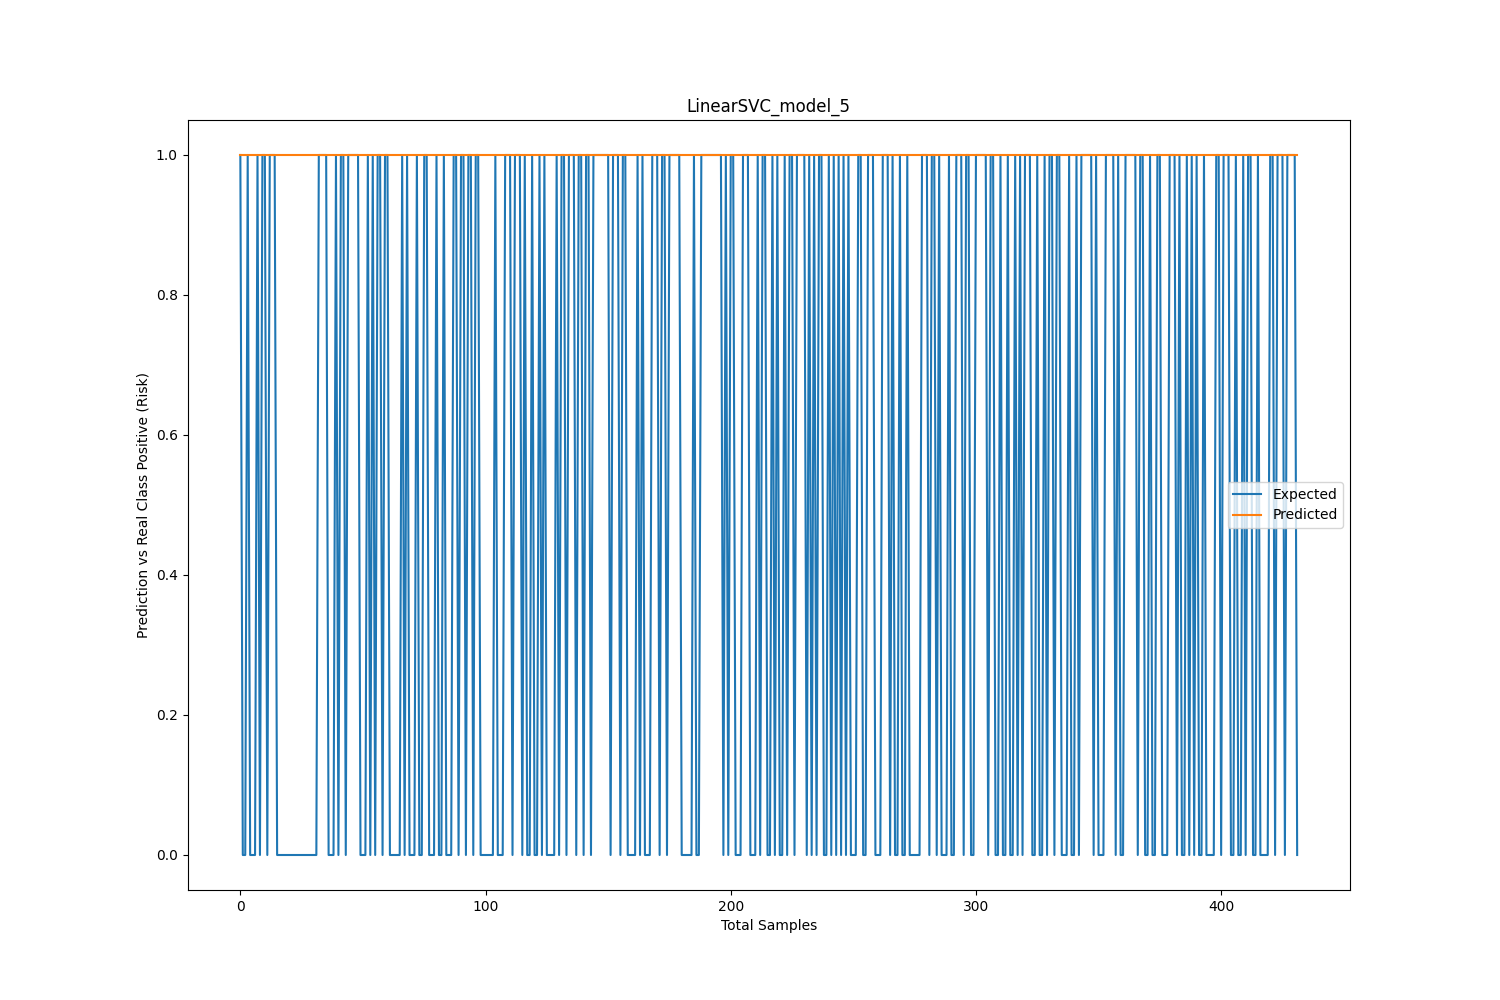 LinearSVC_model_5
1.0
0.8
0.6
0.4
0.2
0.0
Prediction vs Real Class Positive (Risk)
Expected
Predicted
0 100 200 300 400
Total Samples